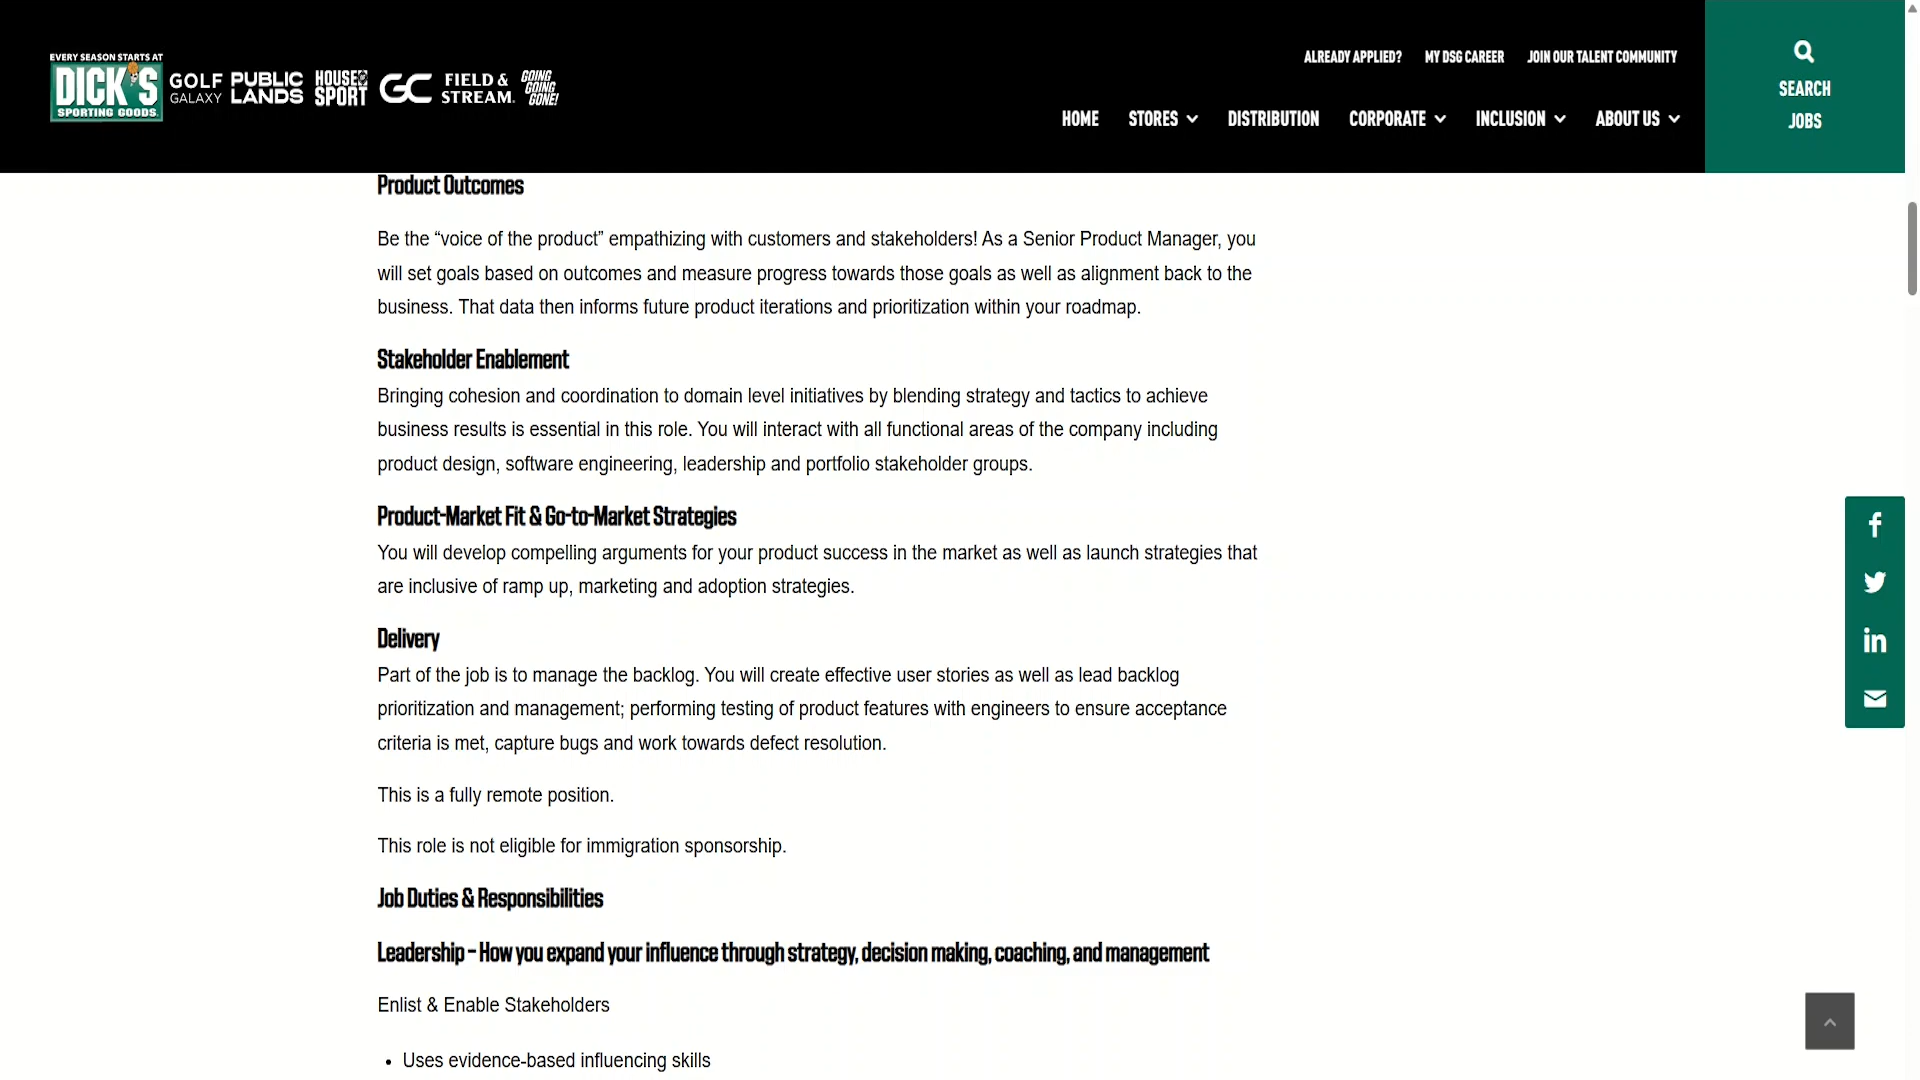 EVERY SEASON STARTS AT
DICK'S
SPORTING GOODS.
GOLF
GALAXY
PUBLIC
LANDS
HOUSE OF
SPORT
GC
FIELD &
STREAM.
GOING
GOING
GONE!
ALREADY APPLIED?
MY DSG CAREER
JOIN OUR TALENT COMMUNITY
HOME
STORES
DISTRIBUTION
CORPORATE
INCLUSION
ABOUT US
SEARCH
JOBS
Product Outcomes
Be the “voice of the product” empathizing with customers and stakeholders! As a Senior Product Manager, you
will set goals based on outcomes and measure progress towards those goals as well as alignment back to the
business. That data then informs future product iterations and prioritization within your roadmap.
Stakeholder Enablement
Bringing cohesion and coordination to domain level initiatives by blending strategy and tactics to achieve
business results is essential in this role. You will interact with all functional areas of the company including
product design, software engineering, leadership and portfolio stakeholder groups.
Product-Market Fit & Go-to-Market Strategies
You will develop compelling arguments for your product success in the market as well as launch strategies that
are inclusive of ramp up, marketing and adoption strategies.
Delivery
Part of the job is to manage the backlog. You will create effective user stories as well as lead backlog
prioritization and management; performing testing of product features with engineers to ensure acceptance
criteria is met, capture bugs and work towards defect resolution.
This is a fully remote position.
This role is not eligible for immigration sponsorship.
Job Duties & Responsibilities
Leadership – How you expand your influence through strategy, decision making, coaching, and management
Enlist & Enable Stakeholders
• Uses evidence-based influencing skills